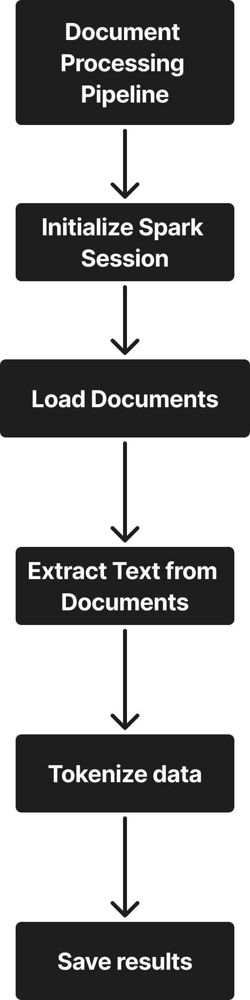 Document
Processing
Pipeline
Initialize Spark
Session
Load Documents
Extract Text from
Documents
Tokenize data
Save results